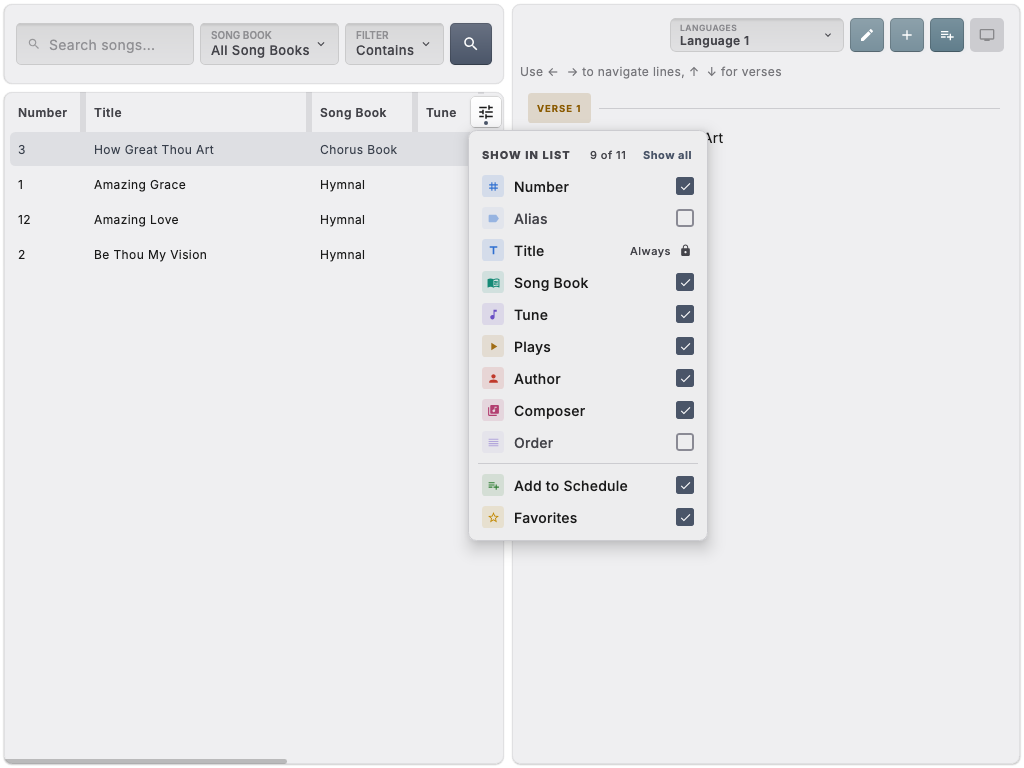 Search songs...
SONG BOOK
All Song Books
FILTER
Contains
LANGUAGES
Language 1
Use ← → to navigate lines, ↑ ↓ for verses
VERSE 1
Art
Number Title Song Book Tune
3 How Great Thou Art Chorus Book
1 Amazing Grace Hymnal
12 Amazing Love Hymnal
2 Be Thou My Vision Hymnal
SHOW IN LIST 9 of 11 Show all
Number
Alias
Title Always
Song Book
Tune
Plays
Author
Composer
Order
Add to Schedule
Favorites